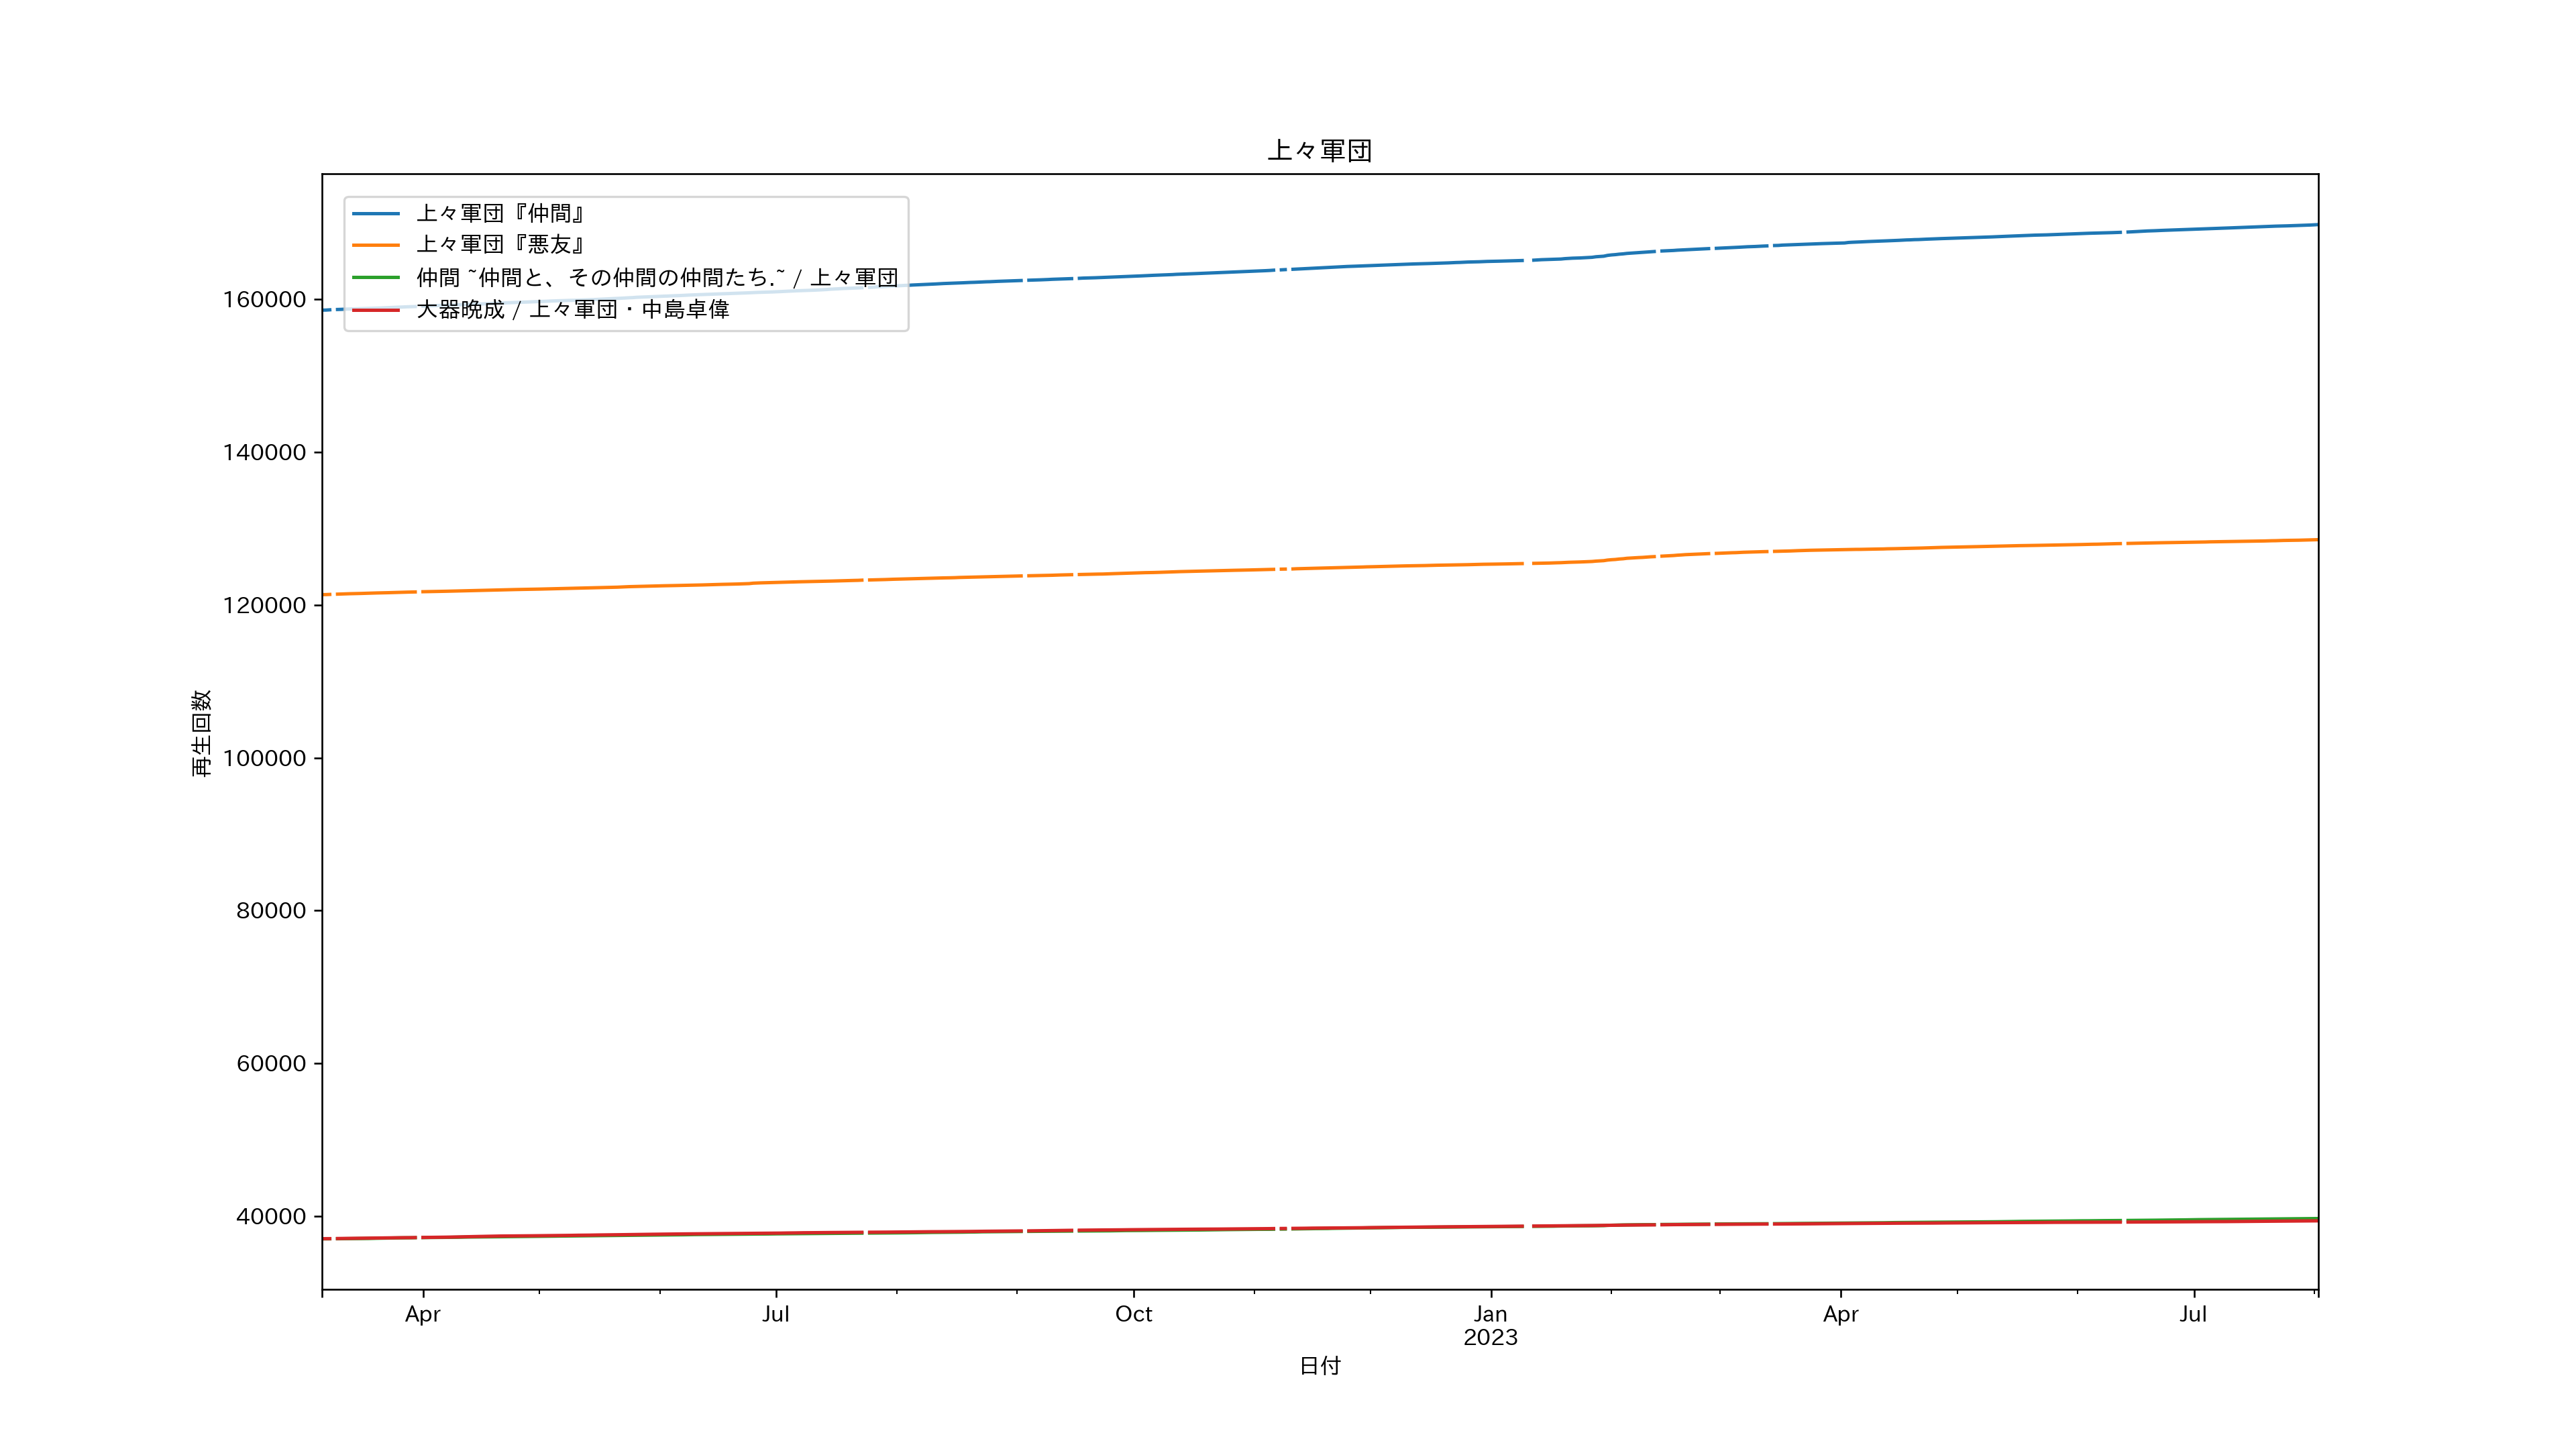 上々軍団
上々軍団『仲間』
上々軍団『悪友』
仲間 ~仲間と、その仲間の仲間たち.~ / 上々軍団
大器晩成 / 上々軍団・中島卓偉
160000
140000
120000
100000
80000
60000
40000
再生回数
Apr
Jul
Oct
Jan
2023
Apr
Jul
日付